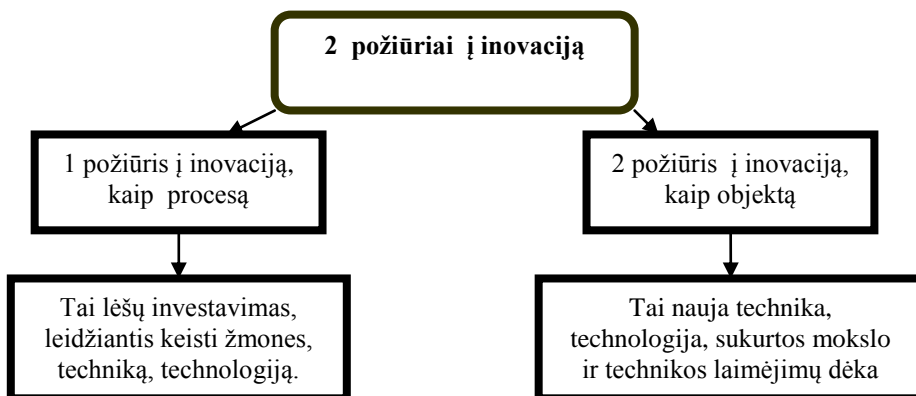 2 požiūriai į inovaciją
1 požiūris į inovaciją,
kaip procesą
2 požiūris į inovaciją,
kaip objektą
Tai lėšų investavimas,
leidžiantis keisti žmones,
techniką, technologiją.
Tai nauja technika,
technologija, sukurtos mokslo
ir technikos laimėjimų dėka